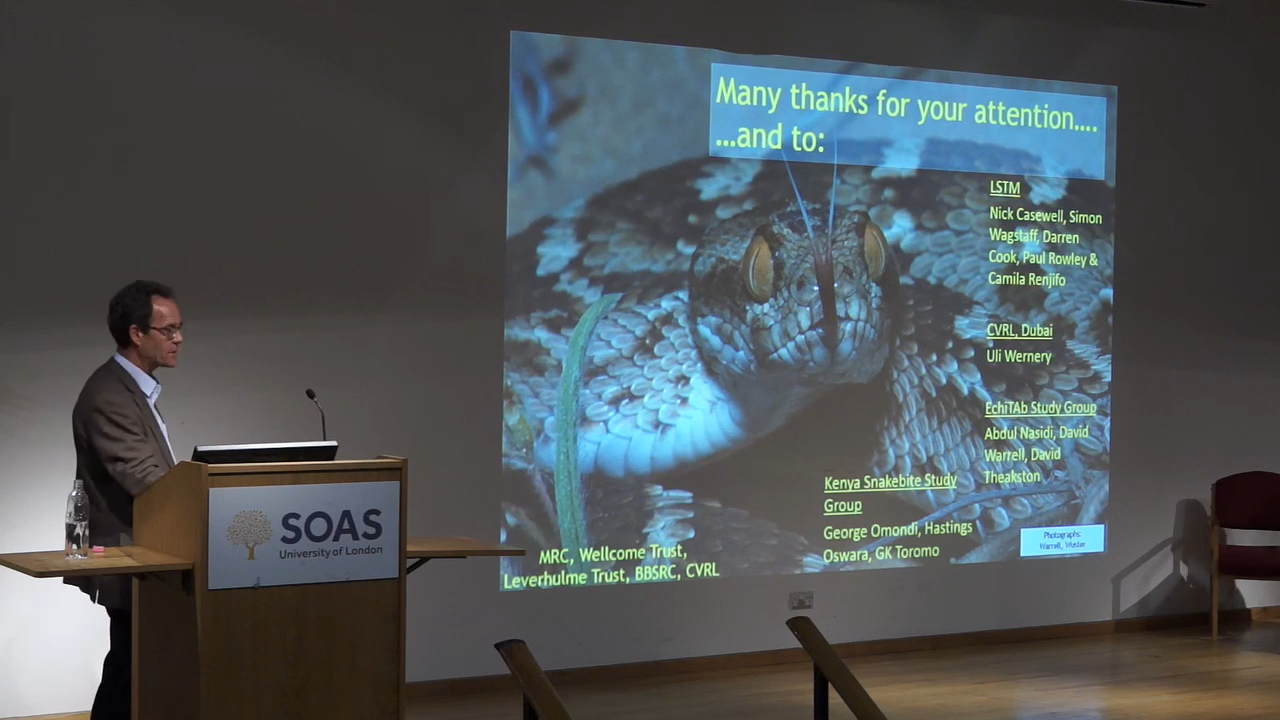 Many thanks for your attention....
...and to:
LSTM
Nick Casewell, Simon
Wagstaff, Darren
Cook, Paul Rowley &
Camila Renjifo
CVRL, Dubai
Uli Wernery
EchiTAb Study Group
Abdul Nasidi, David
Warrell, David
Theakston
Kenya Snakebite Study
Group
George Omondi, Hastings
Oswara, GK Toromo
MRC, Wellcome Trust,
Leverhulme Trust, BBSRC, CVRL
Photographs:
Warrell, Wuster
SOAS
University of London